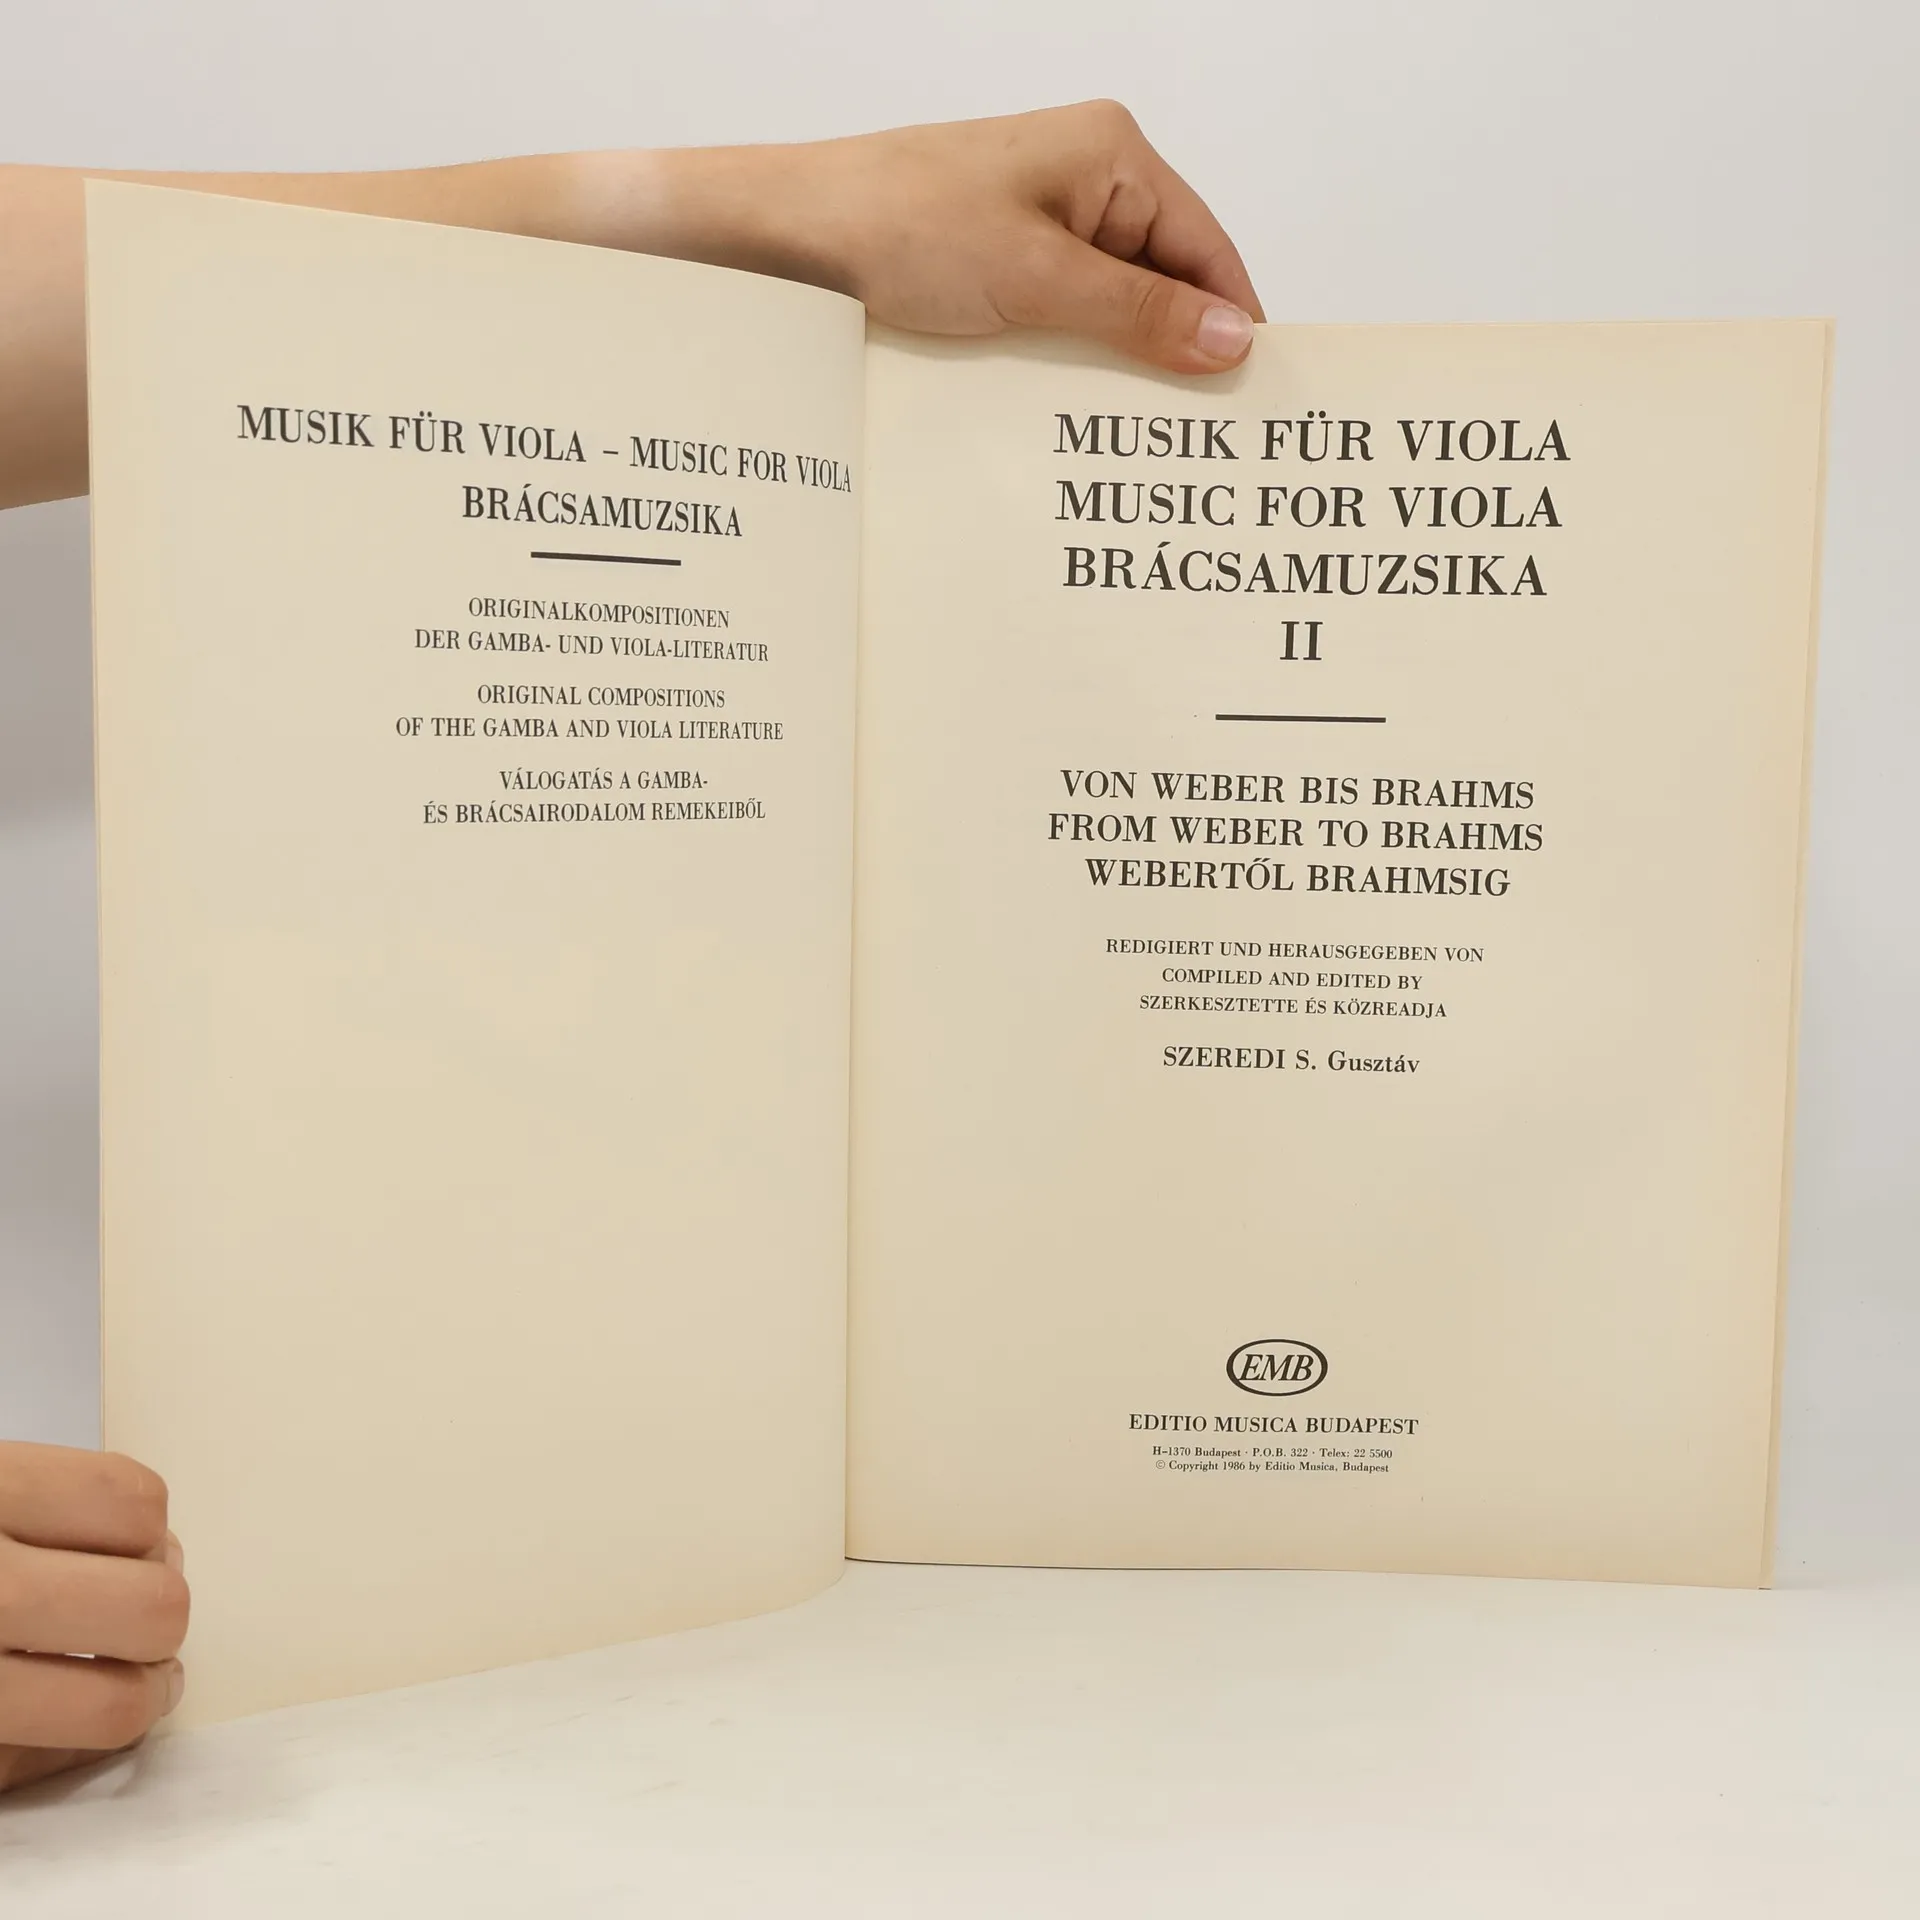 MUSIK FÜR VIOLA – MUSIC FOR VIOLA
BRÁCSAMUZSIKA
ORIGINALKOMPOSITIONEN
DER GAMBA- UND VIOLA-LITERATUR
ORIGINAL COMPOSITIONS
OF THE GAMBA AND VIOLA LITERATURE
VÁLOGATÁS A GAMBA-
ÉS BRÁCSAIRODALOM REMEKEIBŐL
MUSIK FÜR VIOLA
MUSIC FOR VIOLA
BRÁCSAMUZSIKA
II
VON WEBER BIS BRAHMS
FROM WEBER TO BRAHMS
WEBERTŐL BRAHMSIG
REDIGIERT UND HERAUSGEGEBEN VON
COMPILED AND EDITED BY
SZERKESZTETTE ÉS KÖZREADJA
SZEREDI S. Gusztáv
EMB
EDITIO MUSICA BUDAPEST
H–1370 Budapest · P.O.B. 322 · Telex: 22 5500
© Copyright 1986 by Editio Musica, Budapest